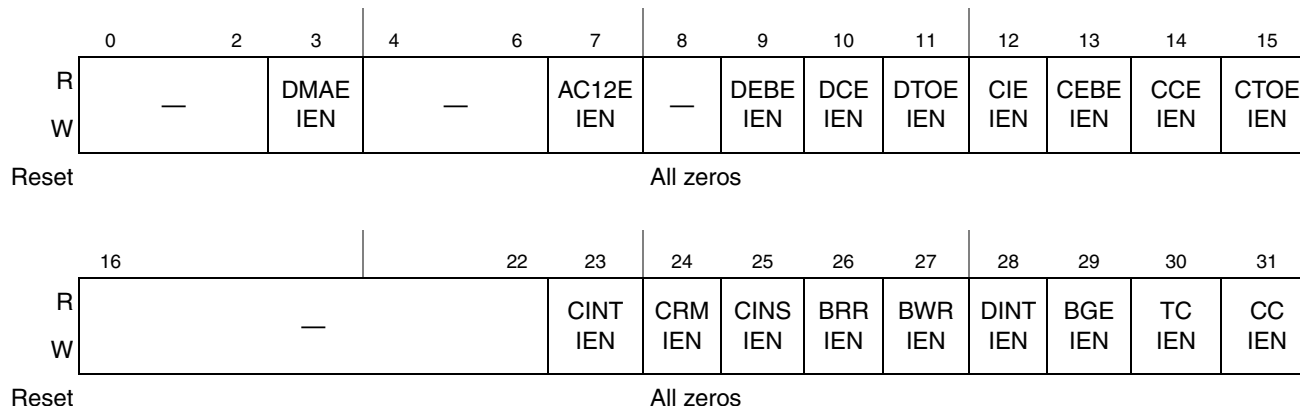 0 2 3 4 6 7 8 9 10 11 12 13 14 15
R — DMAE — AC12E — DEBE DCE DTOE CIE CEBE CCE CTOE
W IEN IEN IEN IEN IEN IEN IEN IEN IEN
Reset All zeros
16 22 23 24 25 26 27 28 29 30 31
R — CINT CRM CINS BRR BWR DINT BGE TC CC
W IEN IEN IEN IEN IEN IEN IEN IEN IEN
Reset All zeros